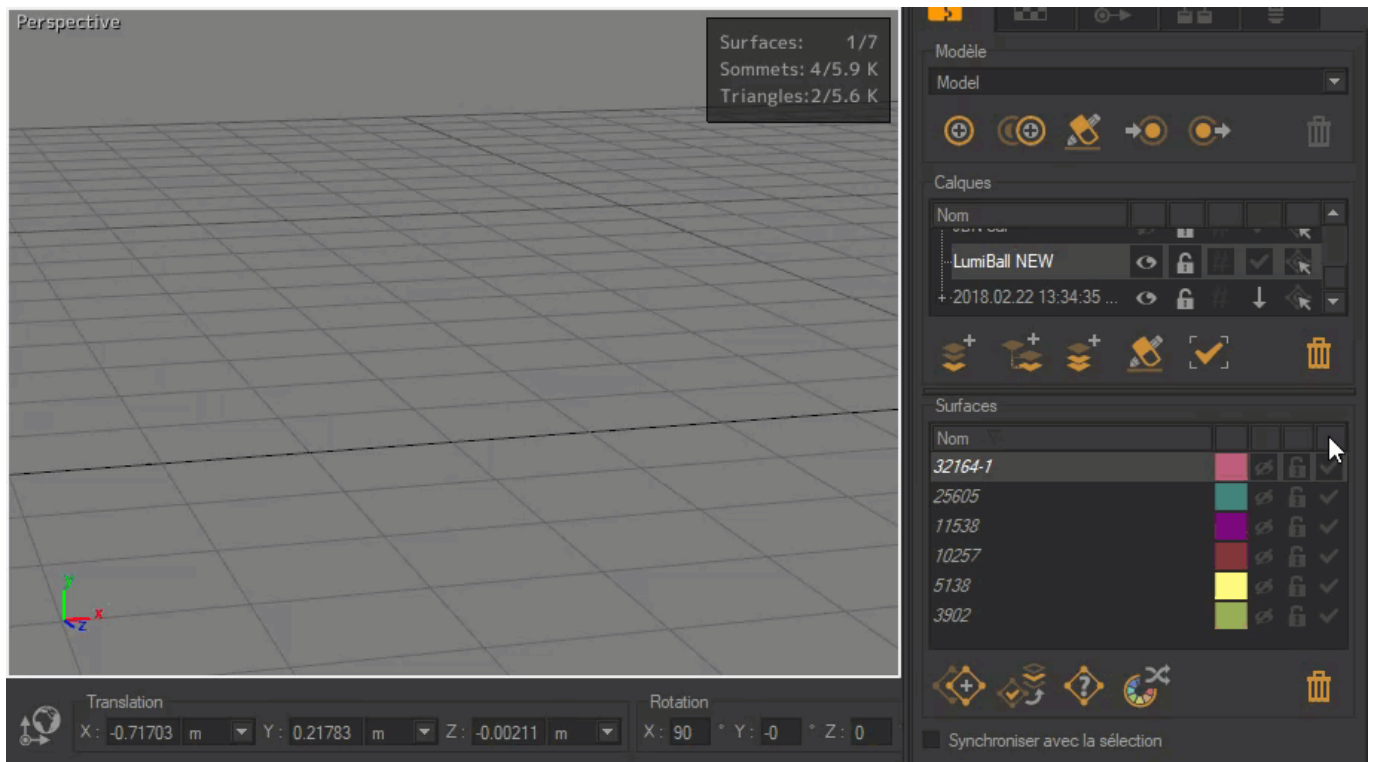 Perspective
Surfaces: 1/7
Sommets: 4/5.9 K
Triangles:2/5.6 K
y
x
z
Translation
X : -0.71703 m Y : 0.21783 m Z : -0.00211 m
Rotation
X : 90 ° Y : -0 ° Z : 0
Modèle
Model
Calques
Nom
LumiBall NEW
2018.02.22 13:34:35 ...
Surfaces
Nom
32164-1
25605
11538
10257
5138
3902
Synchroniser avec la sélection